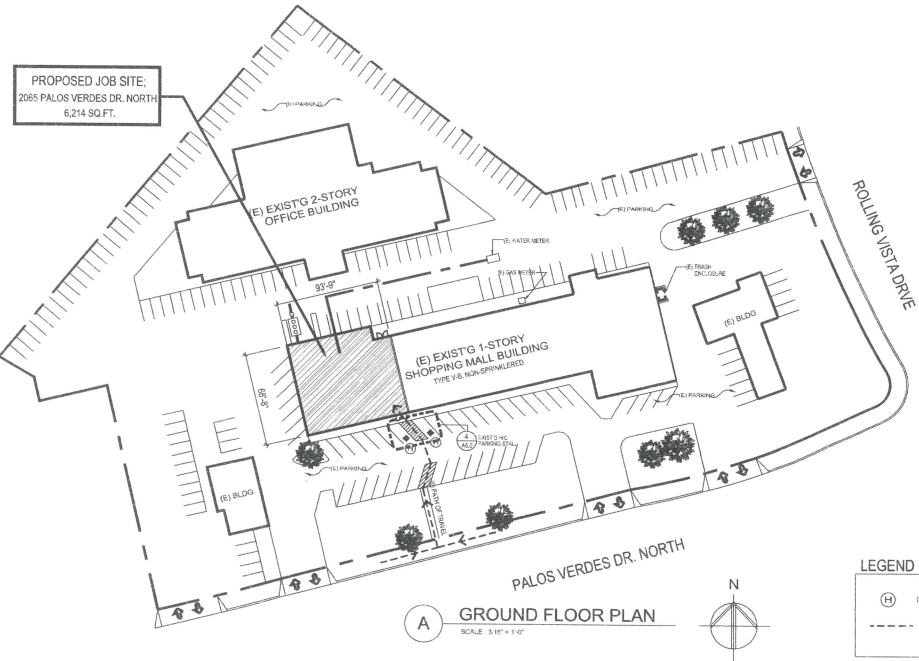 PROPOSED JOB SITE;
2065 PALOS VERDES DR. NORTH
6,214 SQ.FT.
(E) PARKING
(E) EXIST'G 2-STORY
OFFICE BUILDING
(E) PARKING
ROLLING VISTA DRVE
(E) WATER METER
(E) GAS METER
(E) TRASH
ENCLOSURE
93'-9"
(E) BLDG
(E) EXIST'G 1-STORY
SHOPPING MALL BUILDING
TYPE V-B, NON-SPRINKLERED
68'-8"
(E) PARKING
4
A6.0
EXIST'G H/C
PARKING STALL
H
H
(E) PARKING
(E) BLDG
PATH OF TRAVEL
PALOS VERDES DR. NORTH
A
GROUND FLOOR PLAN
SCALE : 3/16" = 1'-0"
N
LEGEND
H